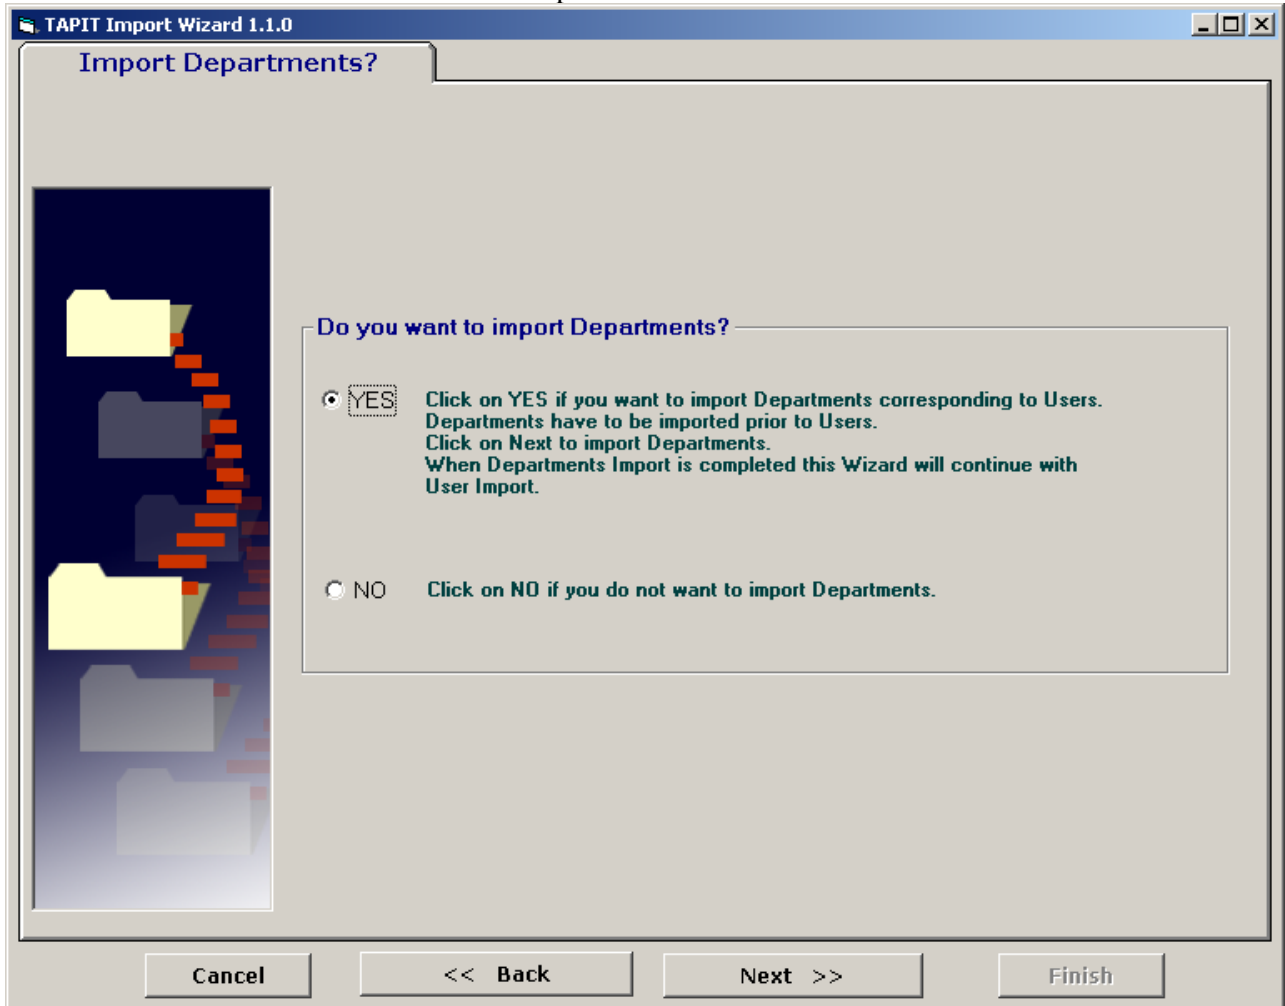 TAPIT Import Wizard 1.1.0
Import Departments?
Do you want to import Departments?
YES
Click on YES if you want to import Departments corresponding to Users.
Departments have to be imported prior to Users.
Click on Next to import Departments.
When Departments Import is completed this Wizard will continue with
User Import.
NO
Click on NO if you do not want to import Departments.
Cancel
<< Back
Next >>
Finish